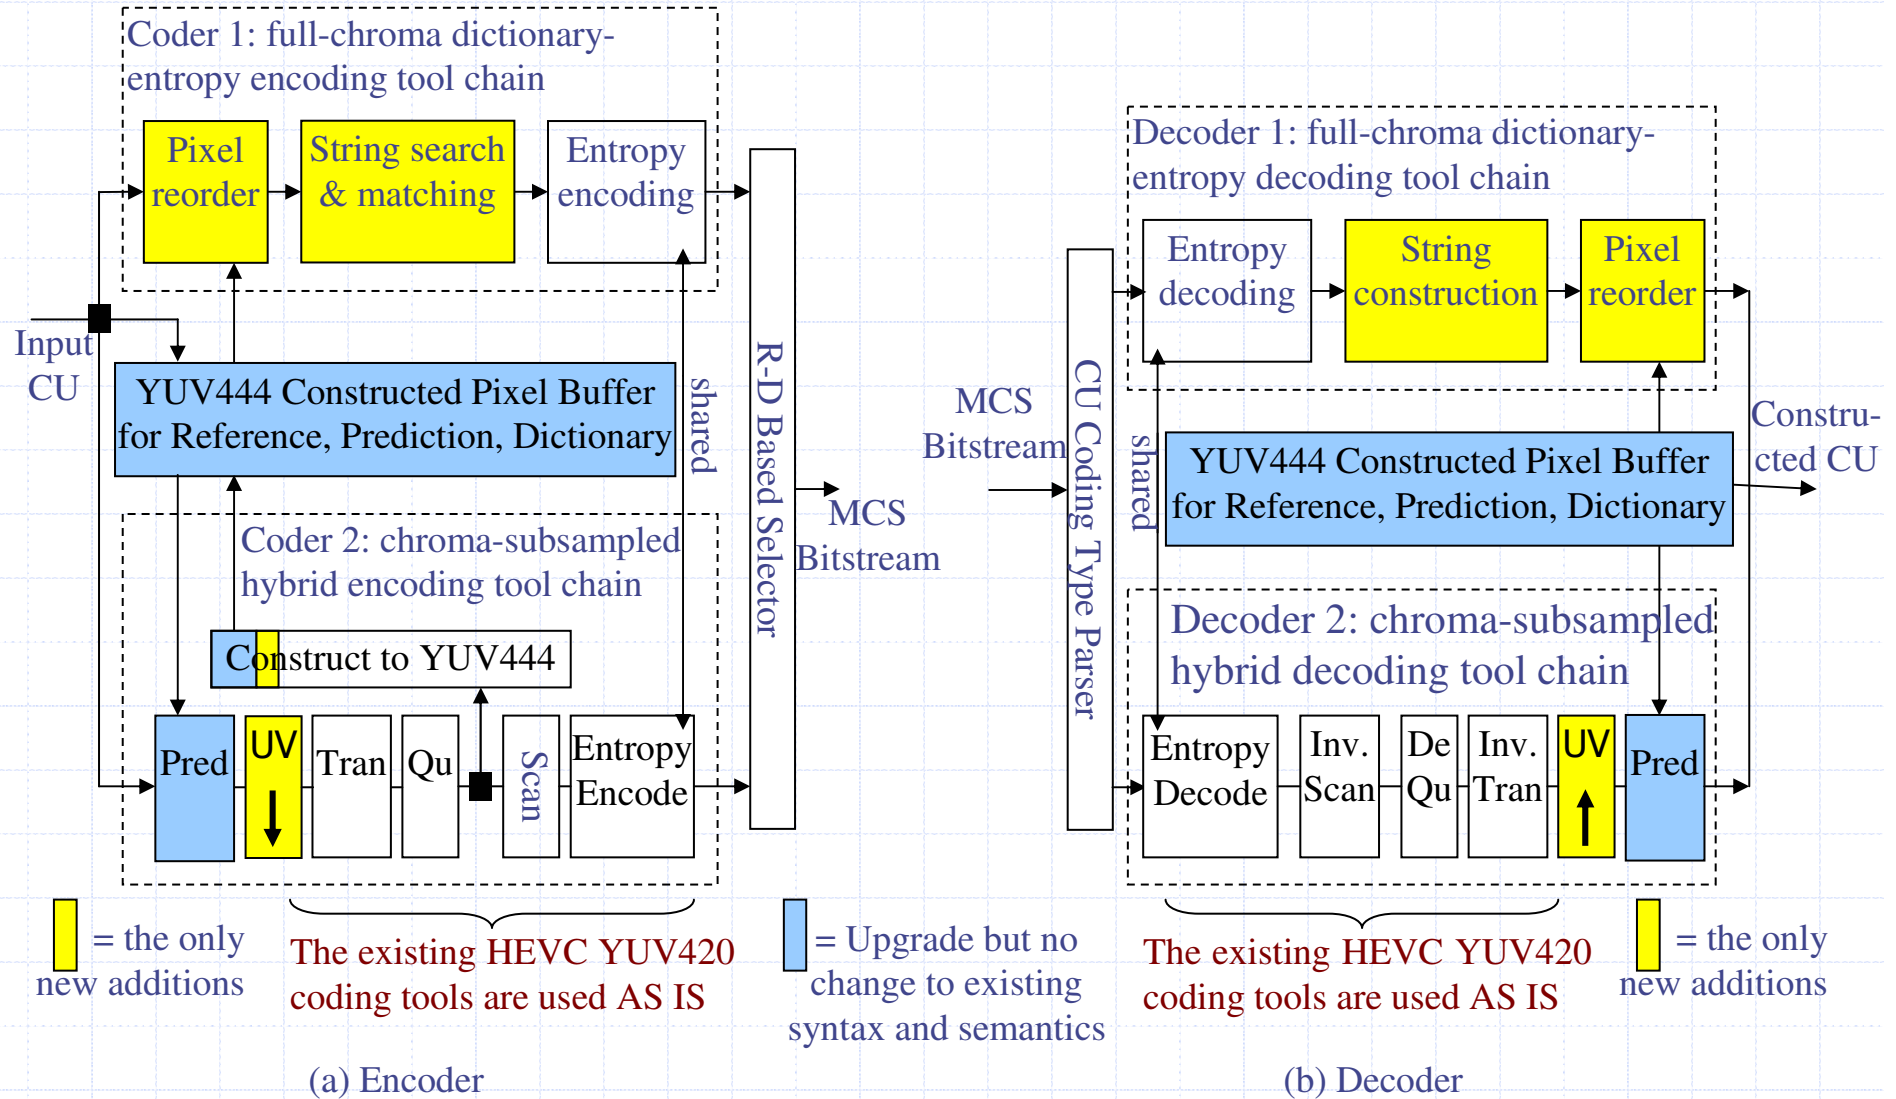 Coder 1: full-chroma dictionary-
entropy encoding tool chain
Pixel
reorder
String search
& matching
Entropy
encoding
Input
CU
YUV444 Constructed Pixel Buffer
for Reference, Prediction, Dictionary
shared
R-D Based Selector
MCS
Bitstream
Coder 2: chroma-subsampled
hybrid encoding tool chain
Construct to YUV444
Pred
UV
Tran
Qu
Scan
Entropy
Encode
= the only
new additions
The existing HEVC YUV420
coding tools are used AS IS
= Upgrade but no
change to existing
syntax and semantics
(a) Encoder
Decoder 1: full-chroma dictionary-
entropy decoding tool chain
Entropy
decoding
String
construction
Pixel
reorder
MCS
Bitstream
CU Coding Type Parser
shared
YUV444 Constructed Pixel Buffer
for Reference, Prediction, Dictionary
Constru-
cted CU
Decoder 2: chroma-subsampled
hybrid decoding tool chain
Entropy
Decode
Inv.
Scan
De
Qu
Inv.
Tran
UV
Pred
The existing HEVC YUV420
coding tools are used AS IS
= the only
new additions
(b) Decoder